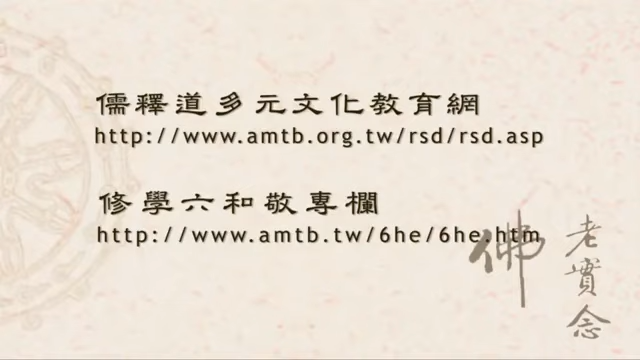 儒釋道多元文化教育網
http://www.amtb.org.tw/rsd/rsd.asp
修學六和敬專欄
http://www.amtb.tw/6he/6he.htm
老實念
佛